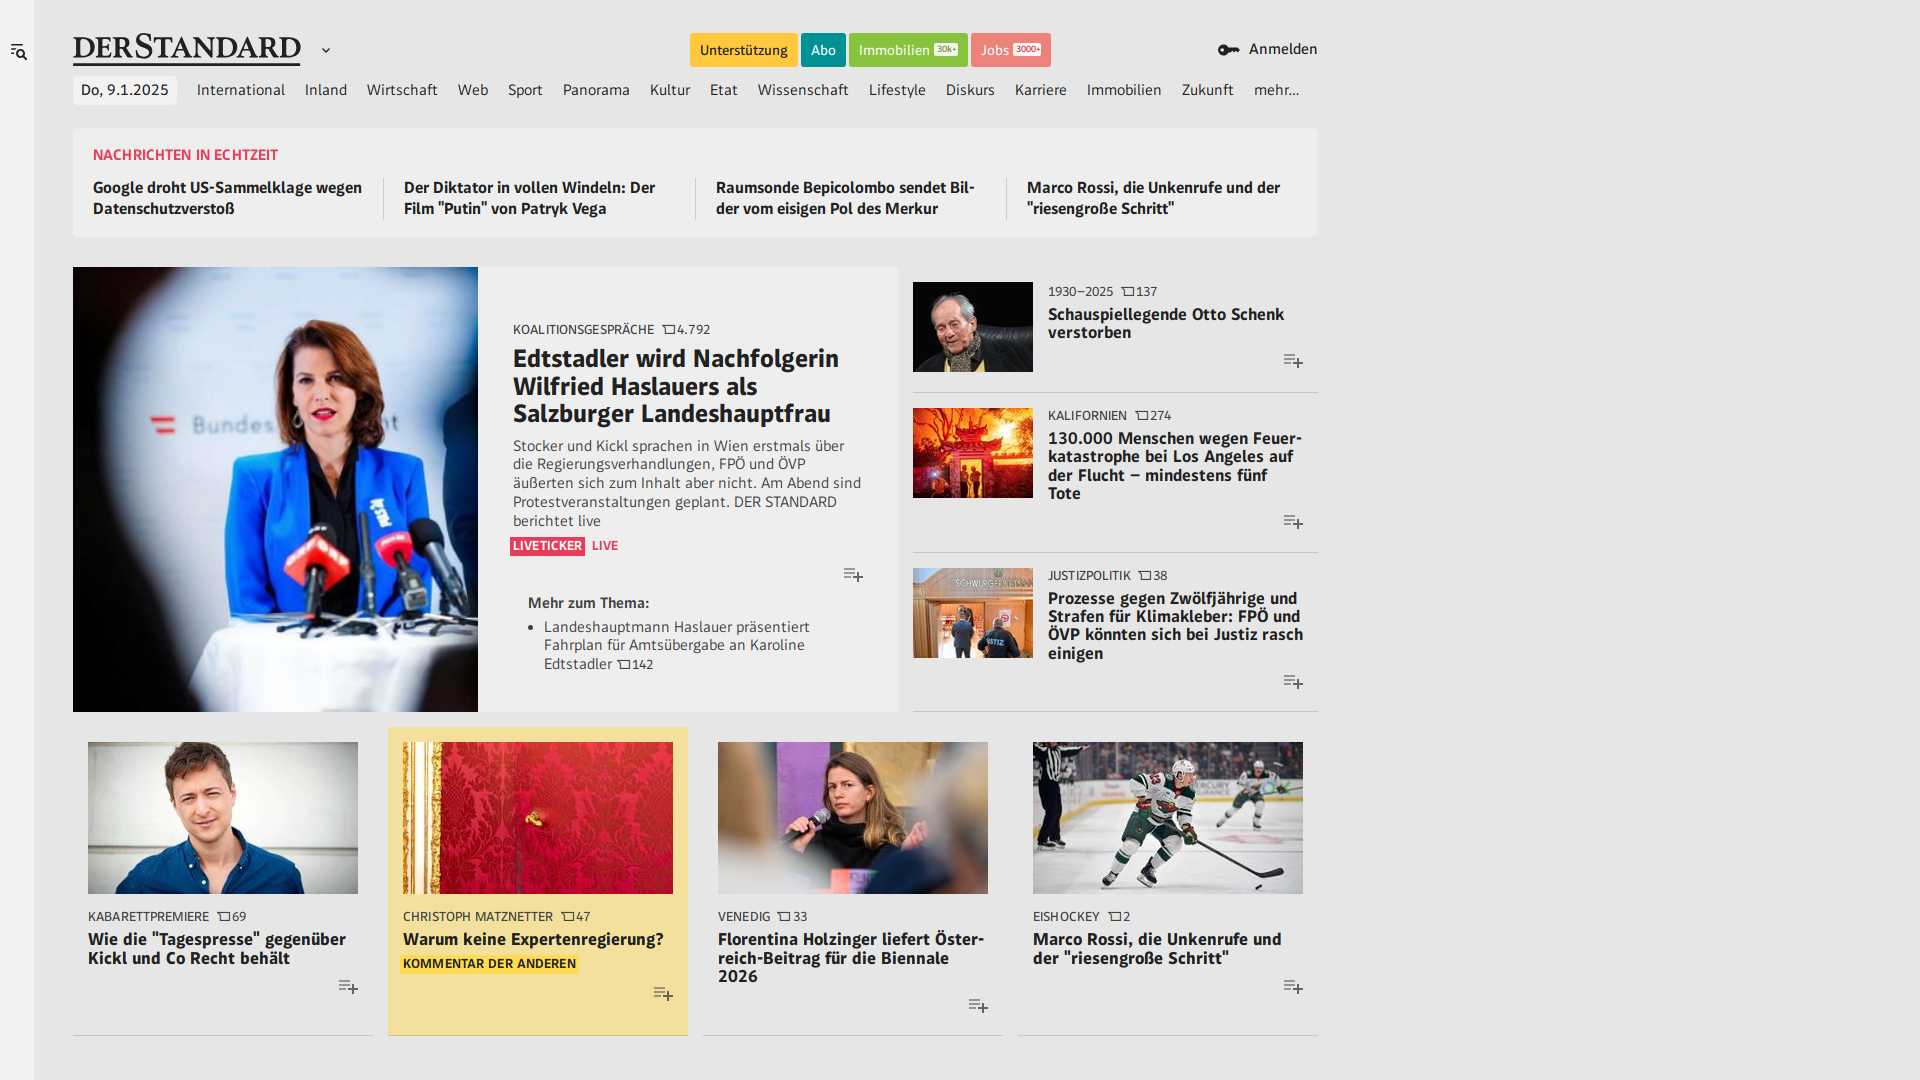 DERSTANDARD
Unterstützung
Abo
Immobilien 30k+
Jobs 3000+
Anmelden
Do, 9.1.2025
International
Inland
Wirtschaft
Web
Sport
Panorama
Kultur
Etat
Wissenschaft
Lifestyle
Diskurs
Karriere
Immobilien
Zukunft
mehr...
NACHRICHTEN IN ECHTZEIT
Google droht US-Sammelklage wegen
Datenschutzverstoß
Der Diktator in vollen Windeln: Der
Film "Putin" von Patryk Vega
Raumsonde Bepicolombo sendet Bil-
der vom eisigen Pol des Merkur
Marco Rossi, die Unkenrufe und der
"riesengroße Schritt"
KOALITIONSGESPRÄCHE 4.792
Edtstadler wird Nachfolgerin
Wilfried Haslauers als
Salzburger Landeshauptfrau
Stocker und Kickl sprachen in Wien erstmals über
die Regierungsverhandlungen, FPÖ und ÖVP
äußerten sich zum Inhalt aber nicht. Am Abend sind
Protestveranstaltungen geplant. DER STANDARD
berichtet live
LIVETICKER LIVE
Mehr zum Thema:
Landeshauptmann Haslauer präsentiert
Fahrplan für Amtsübergabe an Karoline
Edtstadler 142
1930–2025 137
Schauspiellegende Otto Schenk
verstorben
KALIFORNIEN 274
130.000 Menschen wegen Feuer-
katastrophe bei Los Angeles auf
der Flucht – mindestens fünf
Tote
JUSTIZPOLITIK 38
Prozesse gegen Zwölfjährige und
Strafen für Klimakleber: FPÖ und
ÖVP könnten sich bei Justiz rasch
einigen
KABARETTPREMIERE 69
Wie die "Tagespresse" gegenüber
Kickl und Co Recht behält
CHRISTOPH MATZNETTER 47
Warum keine Expertenregierung?
KOMMENTAR DER ANDEREN
VENEDIG 33
Florentina Holzinger liefert Öster-
reich-Beitrag für die Biennale
2026
EISHOCKEY 2
Marco Rossi, die Unkenrufe und
der "riesengroße Schritt"